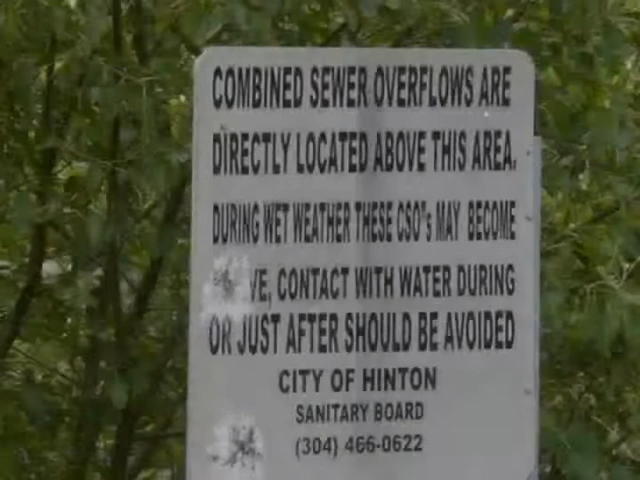 COMBINED SEWER OVERFLOWS ARE
DIRECTLY LOCATED ABOVE THIS AREA.
DURING WET WEATHER THESE CSO"s MAY BECOME
VE, CONTACT WITH WATER DURING
OR JUST AFTER SHOULD BE AVOIDED
CITY OF HINTON
SANITARY BOARD
(304) 466-0622